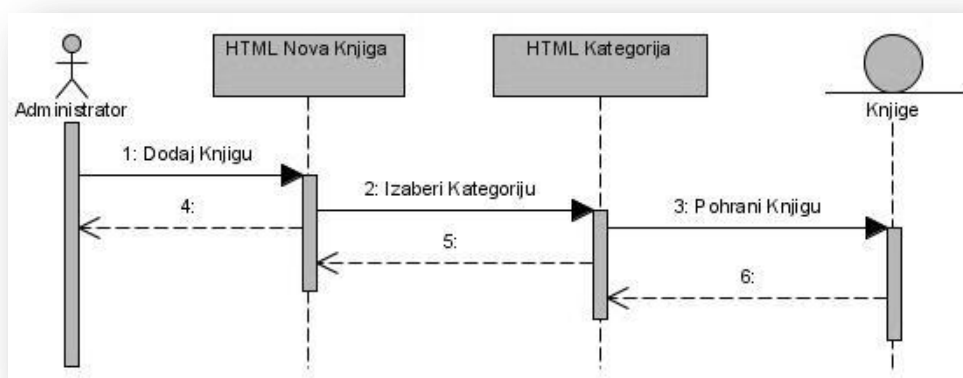 HTML Nova Knjiga
HTML Kategorija
Administrator
Knjige
1: Dodaj Knjigu
2: Izaberi Kategoriju
3: Pohrani Knjigu
4:
5:
6: